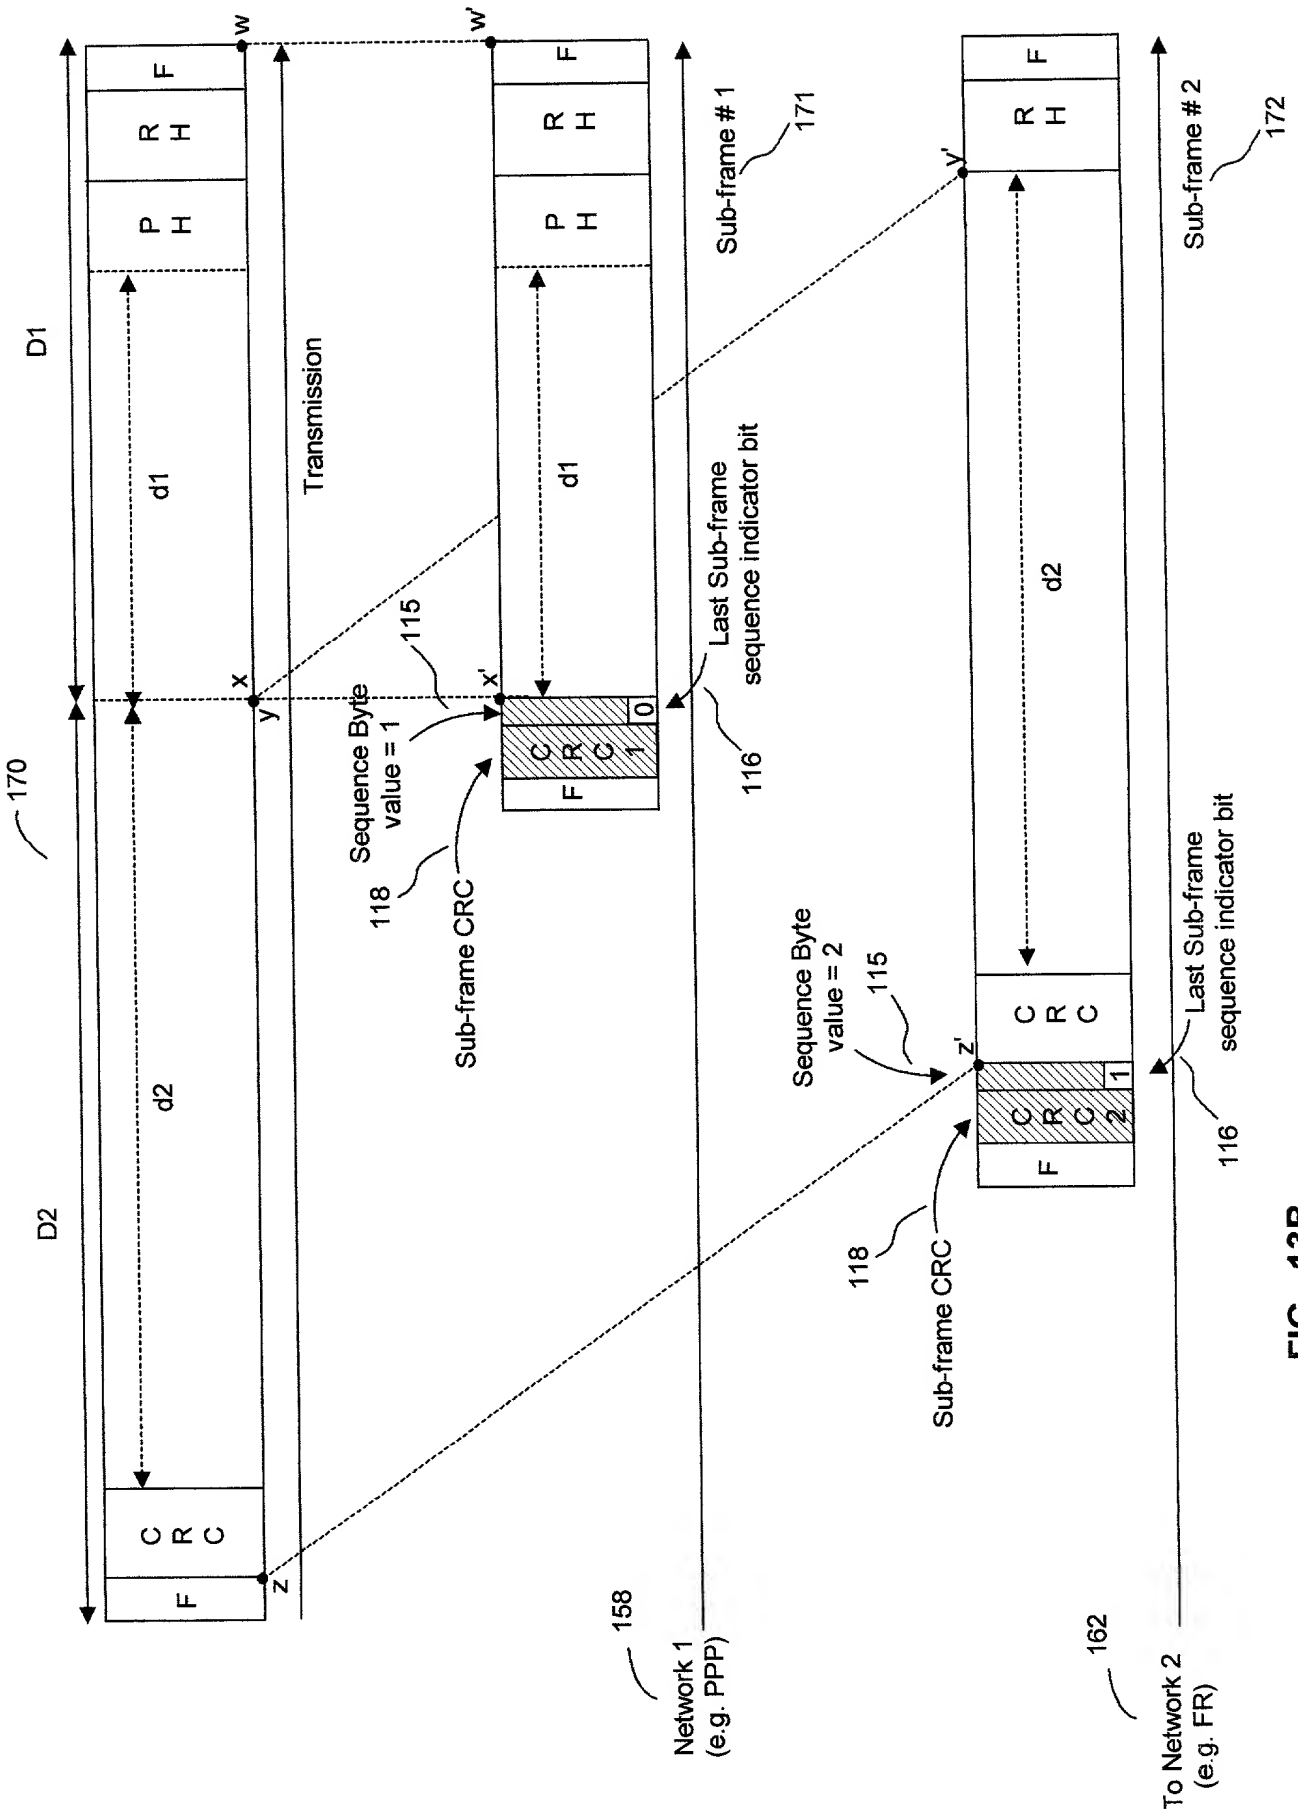 170
D2
D1
F
C
R
C
d2
d1
P
H
R
H
F
z
y
x
w
Transmission
118
Sequence Byte
value = 1
115
Sub-frame CRC
x'
w'
F
C
R
C
1
0
d1
P
H
R
H
F
158
Network 1
(e.g. PPP)
116
Last Sub-frame
sequence indicator bit
Sub-frame # 1
171
118
Sequence Byte
value = 2
115
Sub-frame CRC
z'
y'
F
C
R
C
2
1
C
R
C
d2
R
H
F
162
To Network 2
(e.g. FR)
116
Last Sub-frame
sequence indicator bit
Sub-frame # 2
172
FIG. 13B